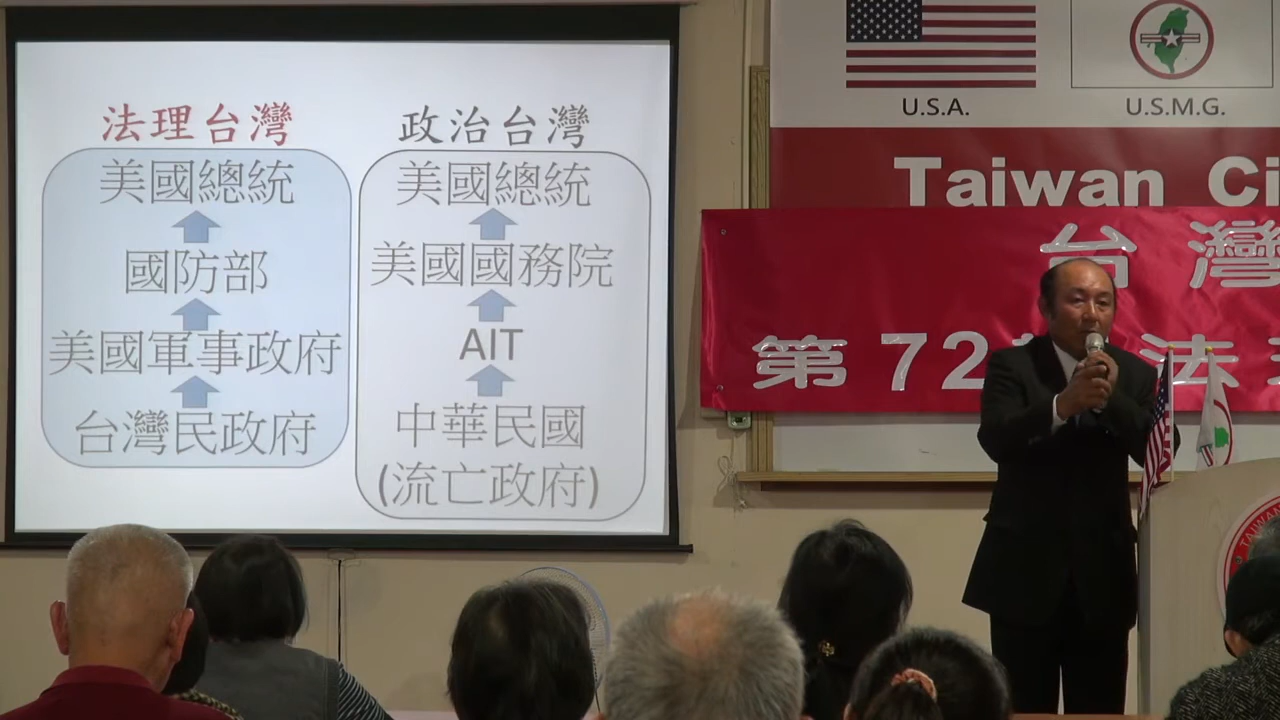 法理台灣
美國總統
國防部
美國軍事政府
台灣民政府
政治台灣
美國總統
美國國務院
AIT
中華民國
(流亡政府)
U.S.A.
U.S.M.G.
Taiwan Ci
台灣
第72 法
TAIWAN